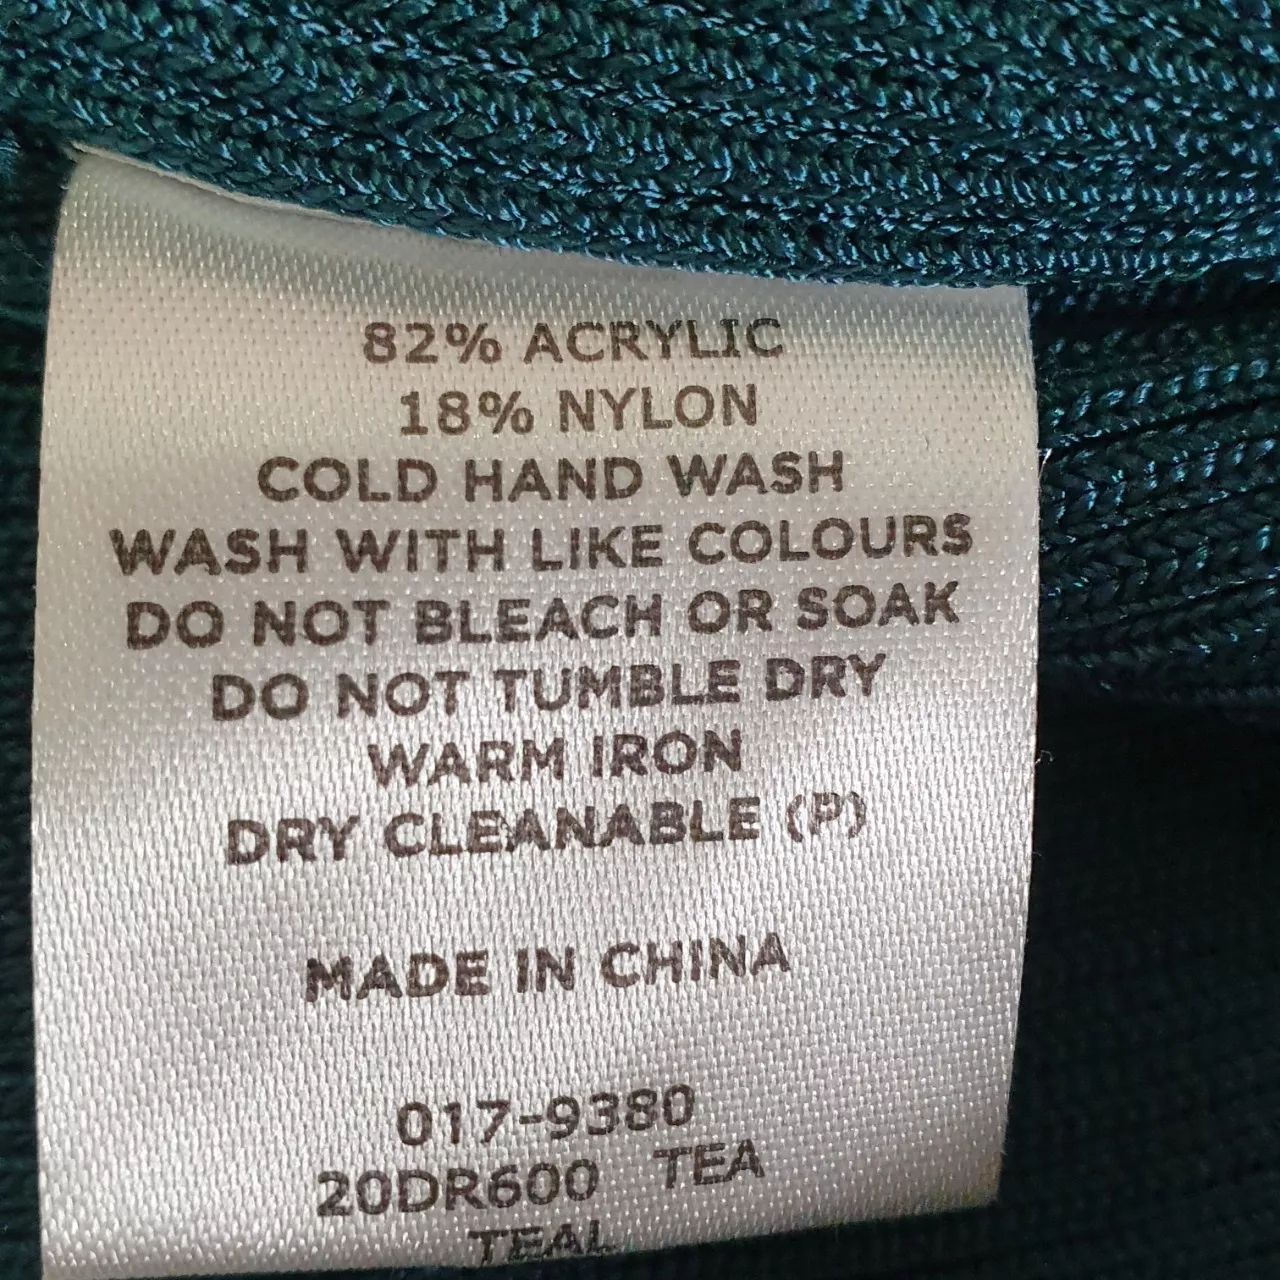 82% ACRYLIC
18% NYLON
COLD HAND WASH
WASH WITH LIKE COLOURS
DO NOT BLEACH OR SOAK
DO NOT TUMBLE DRY
WARM IRON
DRY CLEANABLE (P)
MADE IN CHINA
017-9380
20DR600 TEA
TEAL